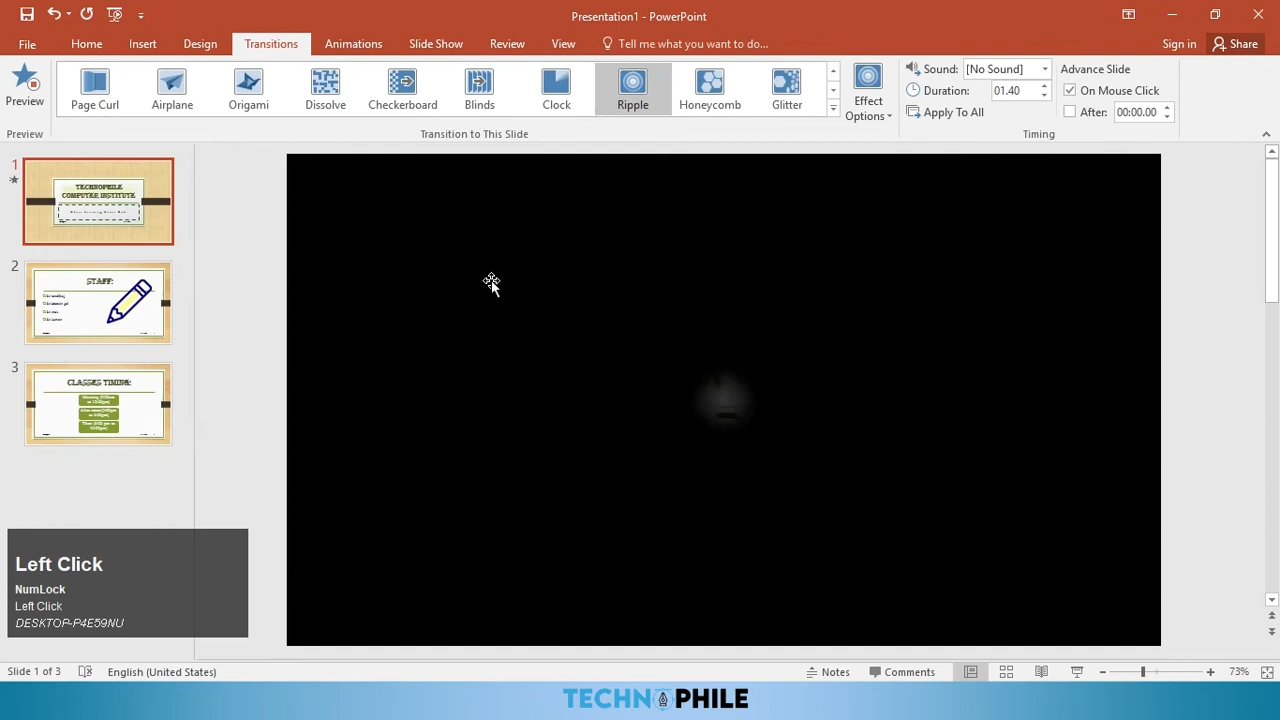 Presentation1 - PowerPoint
File Home Insert Design Transitions Animations Slide Show Review View Tell me what you want to do... Sign in Share
Preview
Page Curl Airplane Origami Dissolve Checkerboard Blinds Clock Ripple Honeycomb Glitter
Effect Options
Sound: [No Sound] Advance Slide
Duration: 01.40 On Mouse Click
Apply To All After: 00:00.00
Preview Transition to This Slide Timing
1
TECHNOPHILE
COMPUTER INSTITUTE
2
STAFF:
3
CLASSES TIMING:
Left Click
NumLock
Left Click
DESKTOP-P4E59NU
Slide 1 of 3 English (United States) Notes Comments 73%
TECHNOPHILE